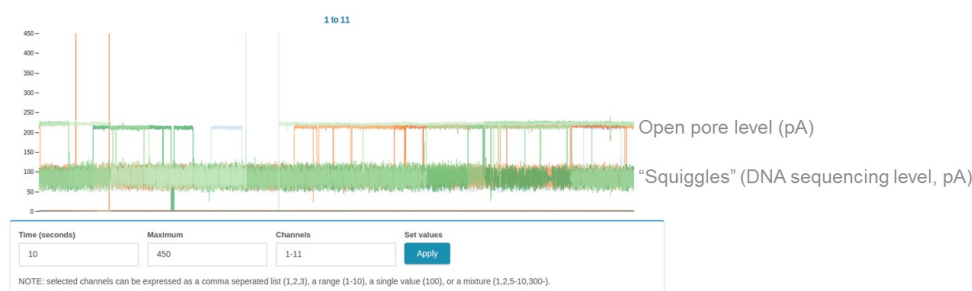 1 to 11
450
400
350
300
250
200
150
100
50
0
Open pore level (pA)
“Squiggles” (DNA sequencing level, pA)
Time (seconds) Maximum Channels Set values
10 450 1-11 Apply
NOTE: selected channels can be expressed as a comma seperated list (1,2,3), a range (1-10), a single value (100), or a mixture (1,2,5-10,300-).